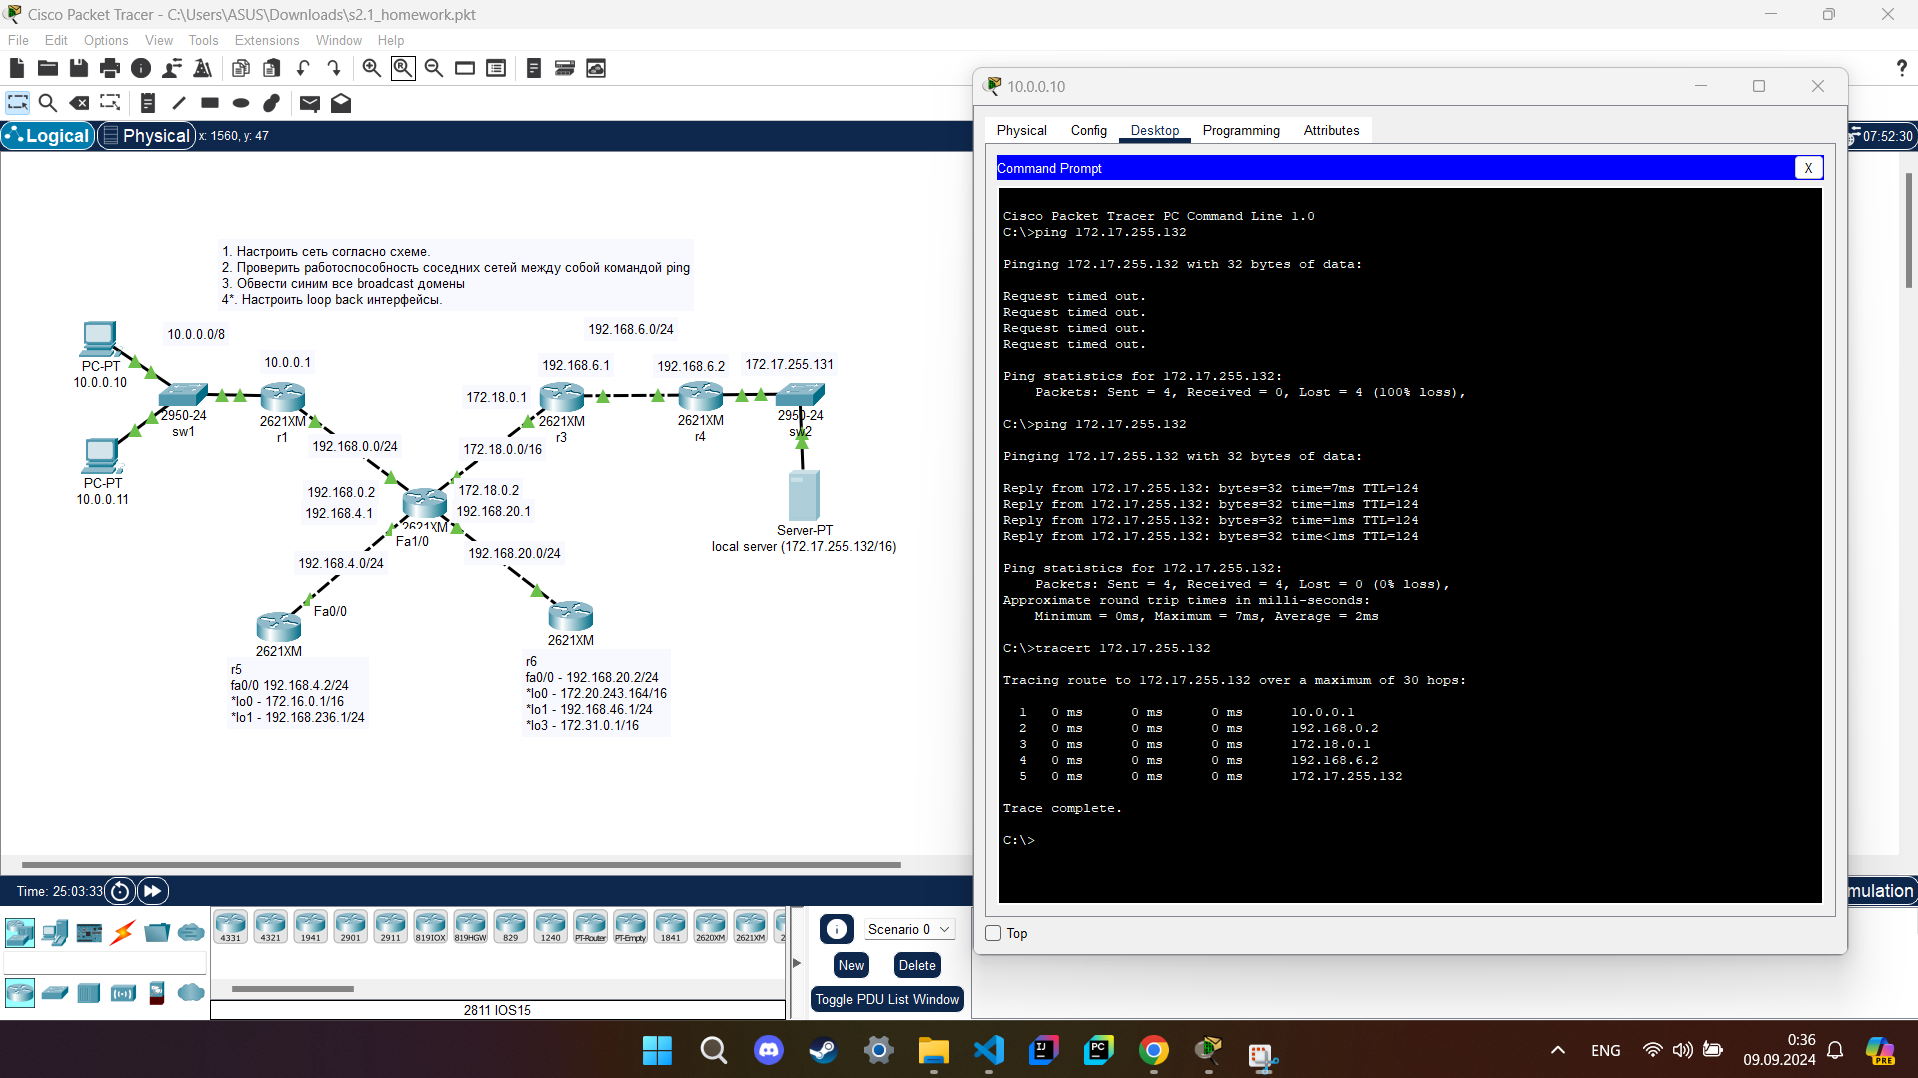 Cisco Packet Tracer - C:\Users\ASUS\Downloads\s2.1_homework.pkt
File Edit Options View Tools Extensions Window Help
?
Logical Physical x: 1560, y: 47
07:52:30
1. Настроить сеть согласно схеме.
2. Проверить работоспособность соседних сетей между собой командой ping
3. Обвести синим все broadcast домены
4*. Настроить loop back интерфейсы.
192.168.6.0/24
10.0.0.0/8
10.0.0.1
192.168.6.1
192.168.6.2
172.17.255.131
PC-PT
10.0.0.10
172.18.0.1
2950-24
sw1
2621XM
r1
2621XM
r3
2621XM
r4
2950-24
sw2
192.168.0.0/24
172.18.0.0/16
PC-PT
10.0.0.11
192.168.0.2
172.18.0.2
192.168.4.1
192.168.20.1
2621XM
Fa1/0
Server-PT
local server (172.17.255.132/16)
192.168.20.0/24
192.168.4.0/24
Fa0/0
2621XM
2621XM
r5
fa0/0 192.168.4.2/24
*lo0 - 172.16.0.1/16
*lo1 - 192.168.236.1/24
r6
fa0/0 - 192.168.20.2/24
*lo0 - 172.20.243.164/16
*lo1 - 192.168.46.1/24
*lo3 - 172.31.0.1/16
10.0.0.10
Physical Config Desktop Programming Attributes
Command Prompt
X
Cisco Packet Tracer PC Command Line 1.0
C:\>ping 172.17.255.132
Pinging 172.17.255.132 with 32 bytes of data:
Request timed out.
Request timed out.
Request timed out.
Request timed out.
Ping statistics for 172.17.255.132:
Packets: Sent = 4, Received = 0, Lost = 4 (100% loss),
C:\>ping 172.17.255.132
Pinging 172.17.255.132 with 32 bytes of data:
Reply from 172.17.255.132: bytes=32 time=7ms TTL=124
Reply from 172.17.255.132: bytes=32 time=1ms TTL=124
Reply from 172.17.255.132: bytes=32 time=1ms TTL=124
Reply from 172.17.255.132: bytes=32 time<1ms TTL=124
Ping statistics for 172.17.255.132:
Packets: Sent = 4, Received = 4, Lost = 0 (0% loss),
Approximate round trip times in milli-seconds:
Minimum = 0ms, Maximum = 7ms, Average = 2ms
C:\>tracert 172.17.255.132
Tracing route to 172.17.255.132 over a maximum of 30 hops:
1 0 ms 0 ms 0 ms 10.0.0.1
2 0 ms 0 ms 0 ms 192.168.0.2
3 0 ms 0 ms 0 ms 172.18.0.1
4 0 ms 0 ms 0 ms 192.168.6.2
5 0 ms 0 ms 0 ms 172.17.255.132
Trace complete.
C:\>
Top
Time: 25:03:33
mulation
4331 4321 1941 2901 2911 819IOX 819HGW 829 1240 PT-Router PT-Empty 1841 2620XM 2621XM 2
2811 IOS15
Scenario 0
New Delete
Toggle PDU List Window
IJ
PC
ENG
0:36
09.09.2024
PRE